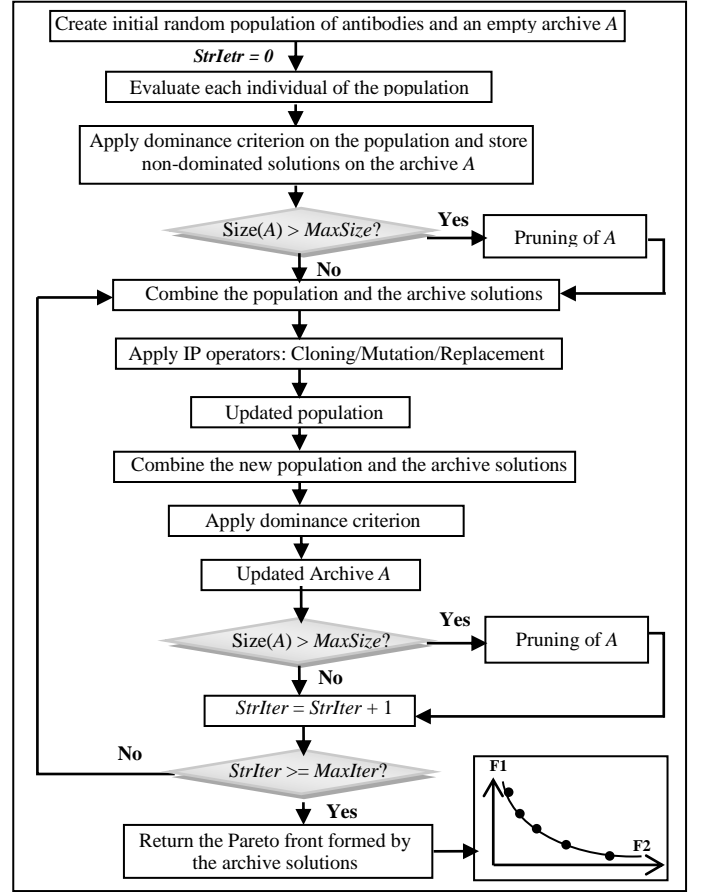 Create initial random population of antibodies and an empty archive A
StrIetr = 0
Evaluate each individual of the population
Apply dominance criterion on the population and store
non-dominated solutions on the archive A
Size(A) > MaxSize?
Yes
Pruning of A
No
Combine the population and the archive solutions
Apply IP operators: Cloning/Mutation/Replacement
Updated population
Combine the new population and the archive solutions
Apply dominance criterion
Updated Archive A
Size(A) > MaxSize?
Yes
Pruning of A
No
StrIter = StrIter + 1
No
StrIter >= MaxIter?
Yes
Return the Pareto front formed by
the archive solutions
F1
F2